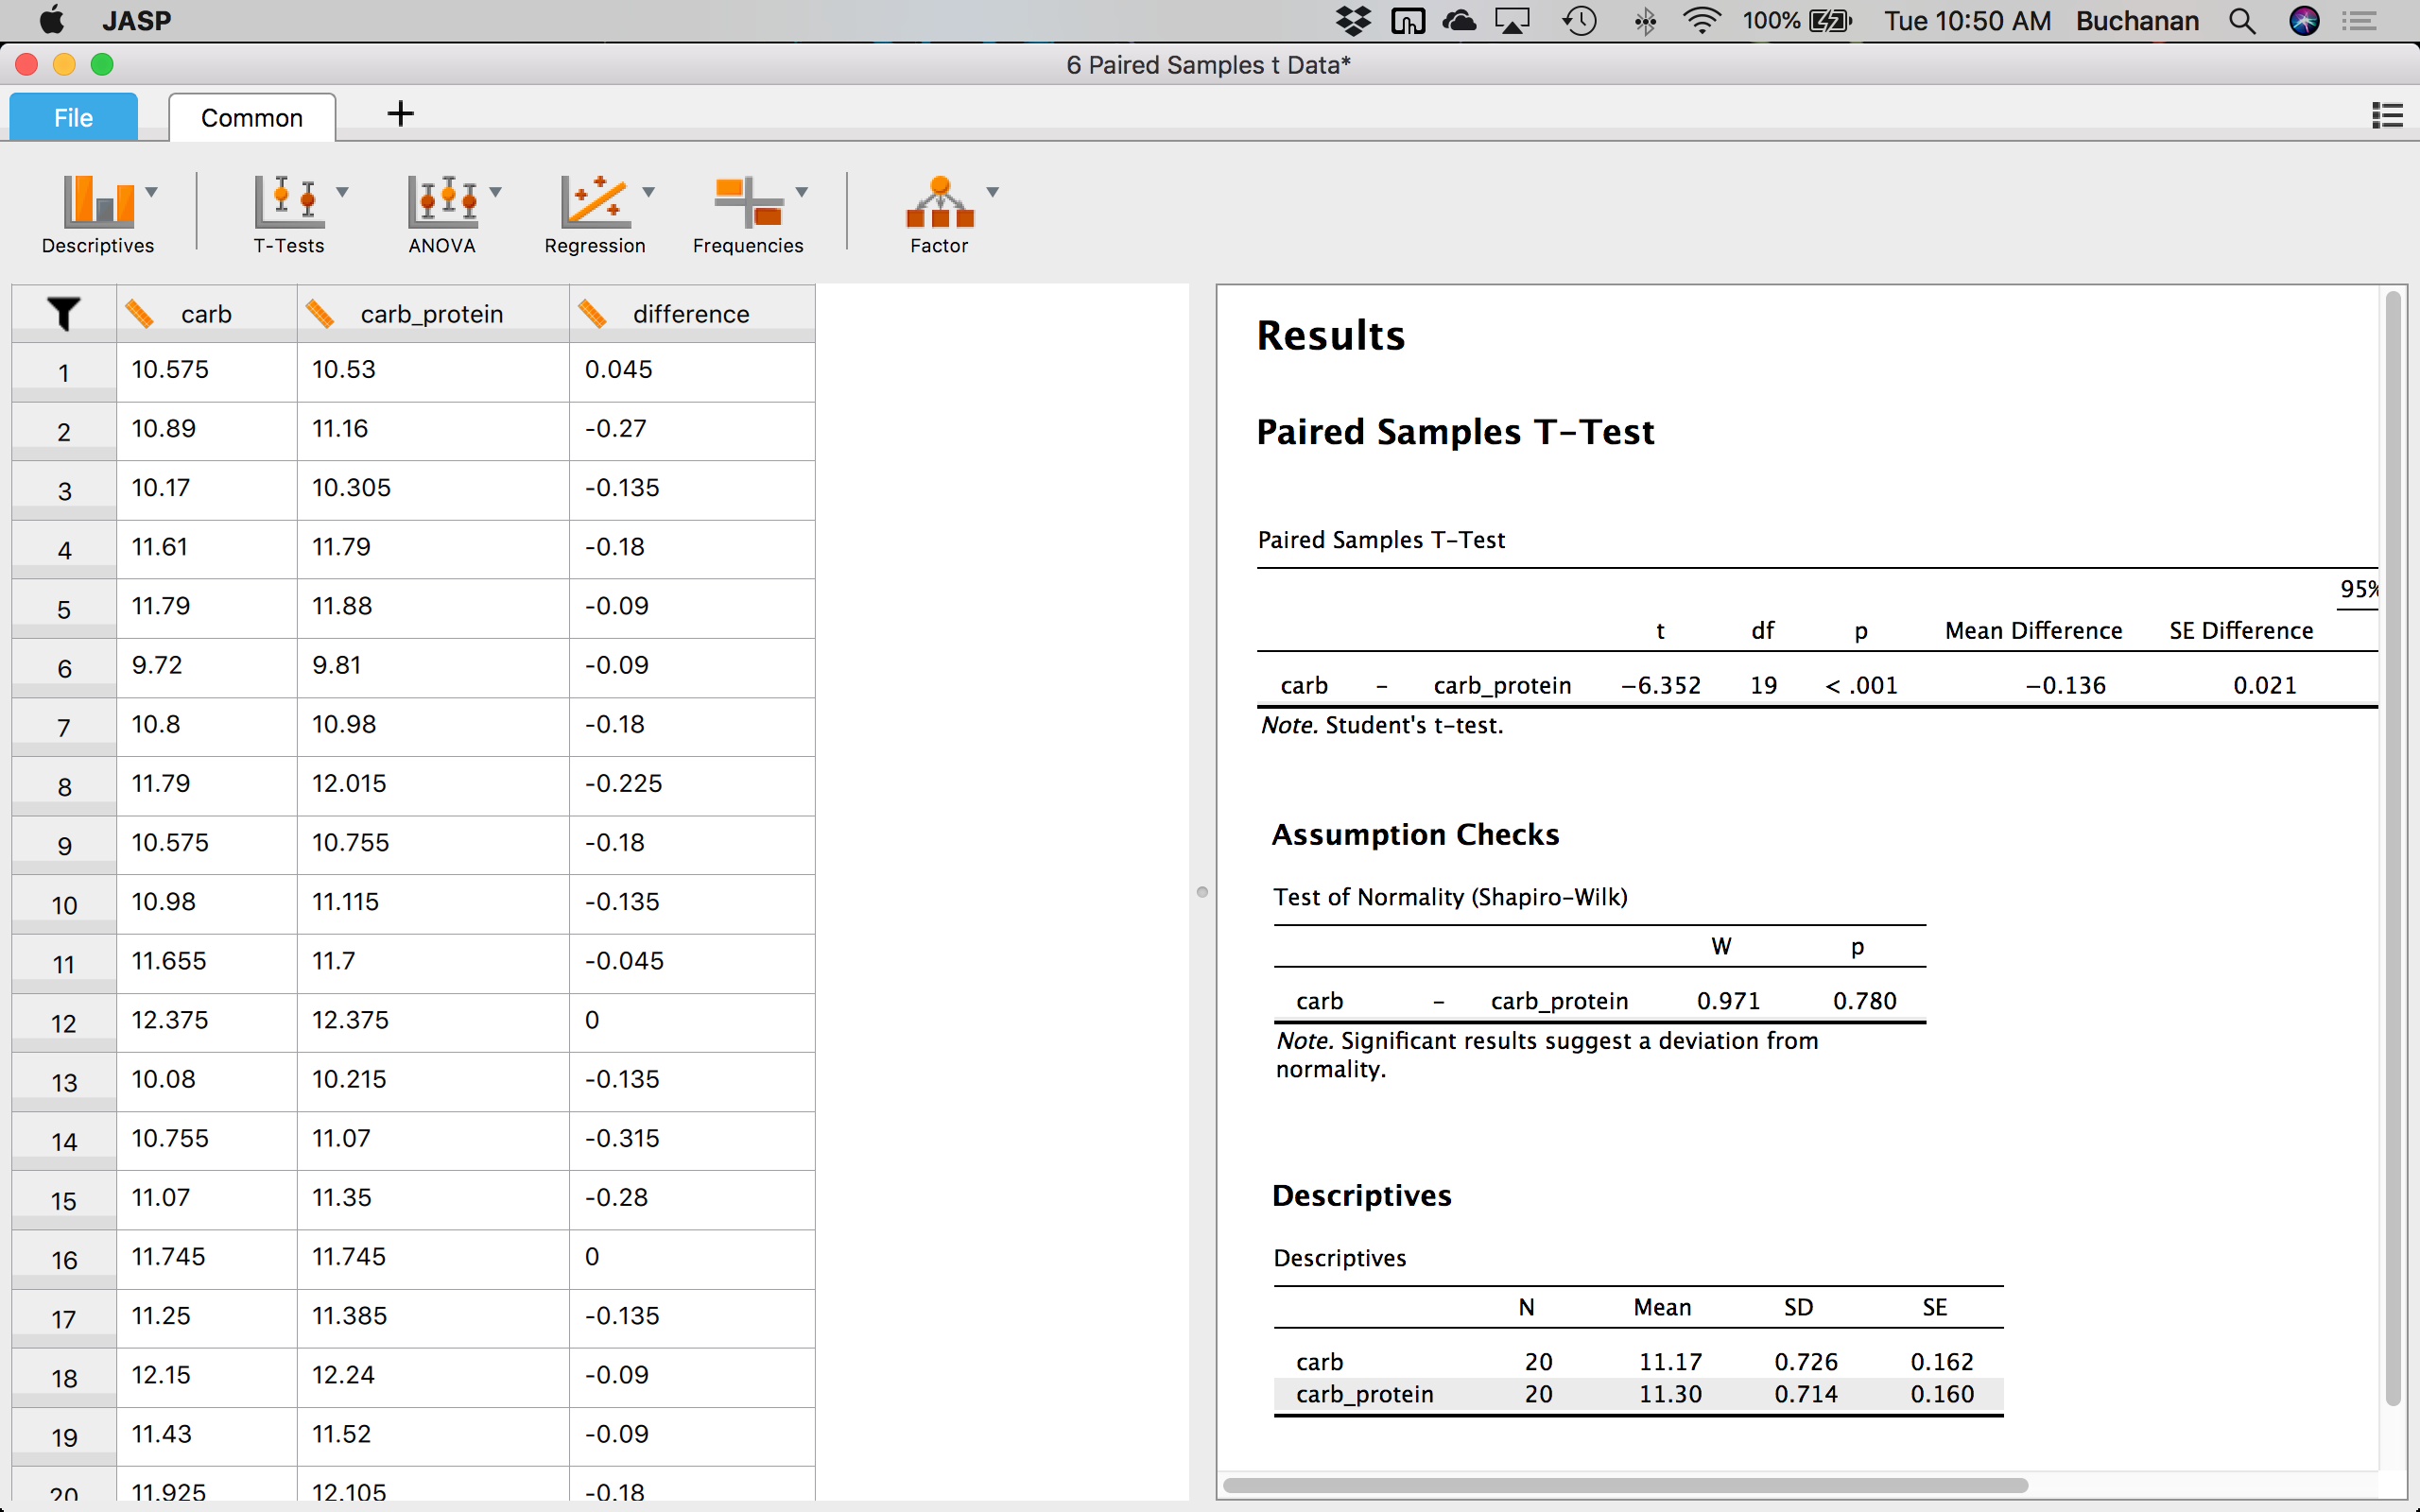 JASP 100% Tue 10:50 AM Buchanan
6 Paired Samples t Data*
File Common +
Descriptives T-Tests ANOVA Regression Frequencies Factor
carb carb_protein difference
1 10.575 10.53 0.045
2 10.89 11.16 -0.27
3 10.17 10.305 -0.135
4 11.61 11.79 -0.18
5 11.79 11.88 -0.09
6 9.72 9.81 -0.09
7 10.8 10.98 -0.18
8 11.79 12.015 -0.225
9 10.575 10.755 -0.18
10 10.98 11.115 -0.135
11 11.655 11.7 -0.045
12 12.375 12.375 0
13 10.08 10.215 -0.135
14 10.755 11.07 -0.315
15 11.07 11.35 -0.28
16 11.745 11.745 0
17 11.25 11.385 -0.135
18 12.15 12.24 -0.09
19 11.43 11.52 -0.09
20 11.925 12.105 -0.18
Results
Paired Samples T-Test
Paired Samples T-Test
95%
t df p Mean Difference SE Difference
carb - carb_protein −6.352 19 < .001 −0.136 0.021
Note. Student's t-test.
Assumption Checks
Test of Normality (Shapiro-Wilk)
W p
carb - carb_protein 0.971 0.780
Note. Significant results suggest a deviation from
normality.
Descriptives
Descriptives
N Mean SD SE
carb 20 11.17 0.726 0.162
carb_protein 20 11.30 0.714 0.160